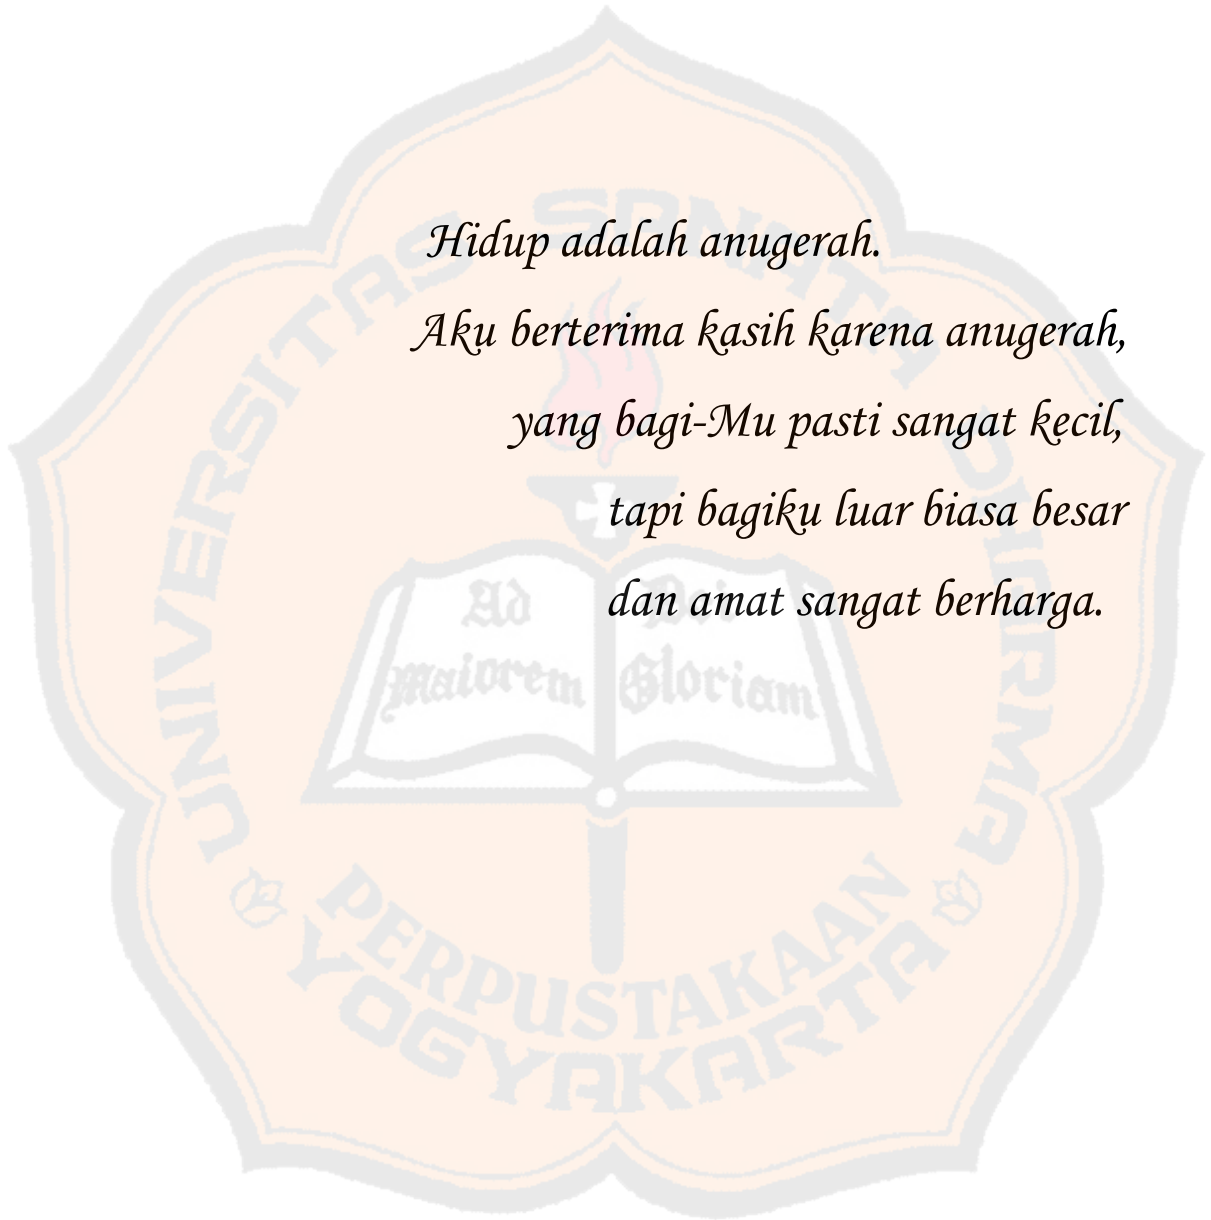 Hidup adalah anugerah.
Aku berterima kasih karena anugerah,
yang bagi-Mu pasti sangat kecil,
tapi bagiku luar biasa besar
dan amat sangat berharga.
UNIVERSITAS SANATA DHARMA
Ad Dei
Maiorem Gloriam
PERPUSTAKAAN
YOGYAKARTA